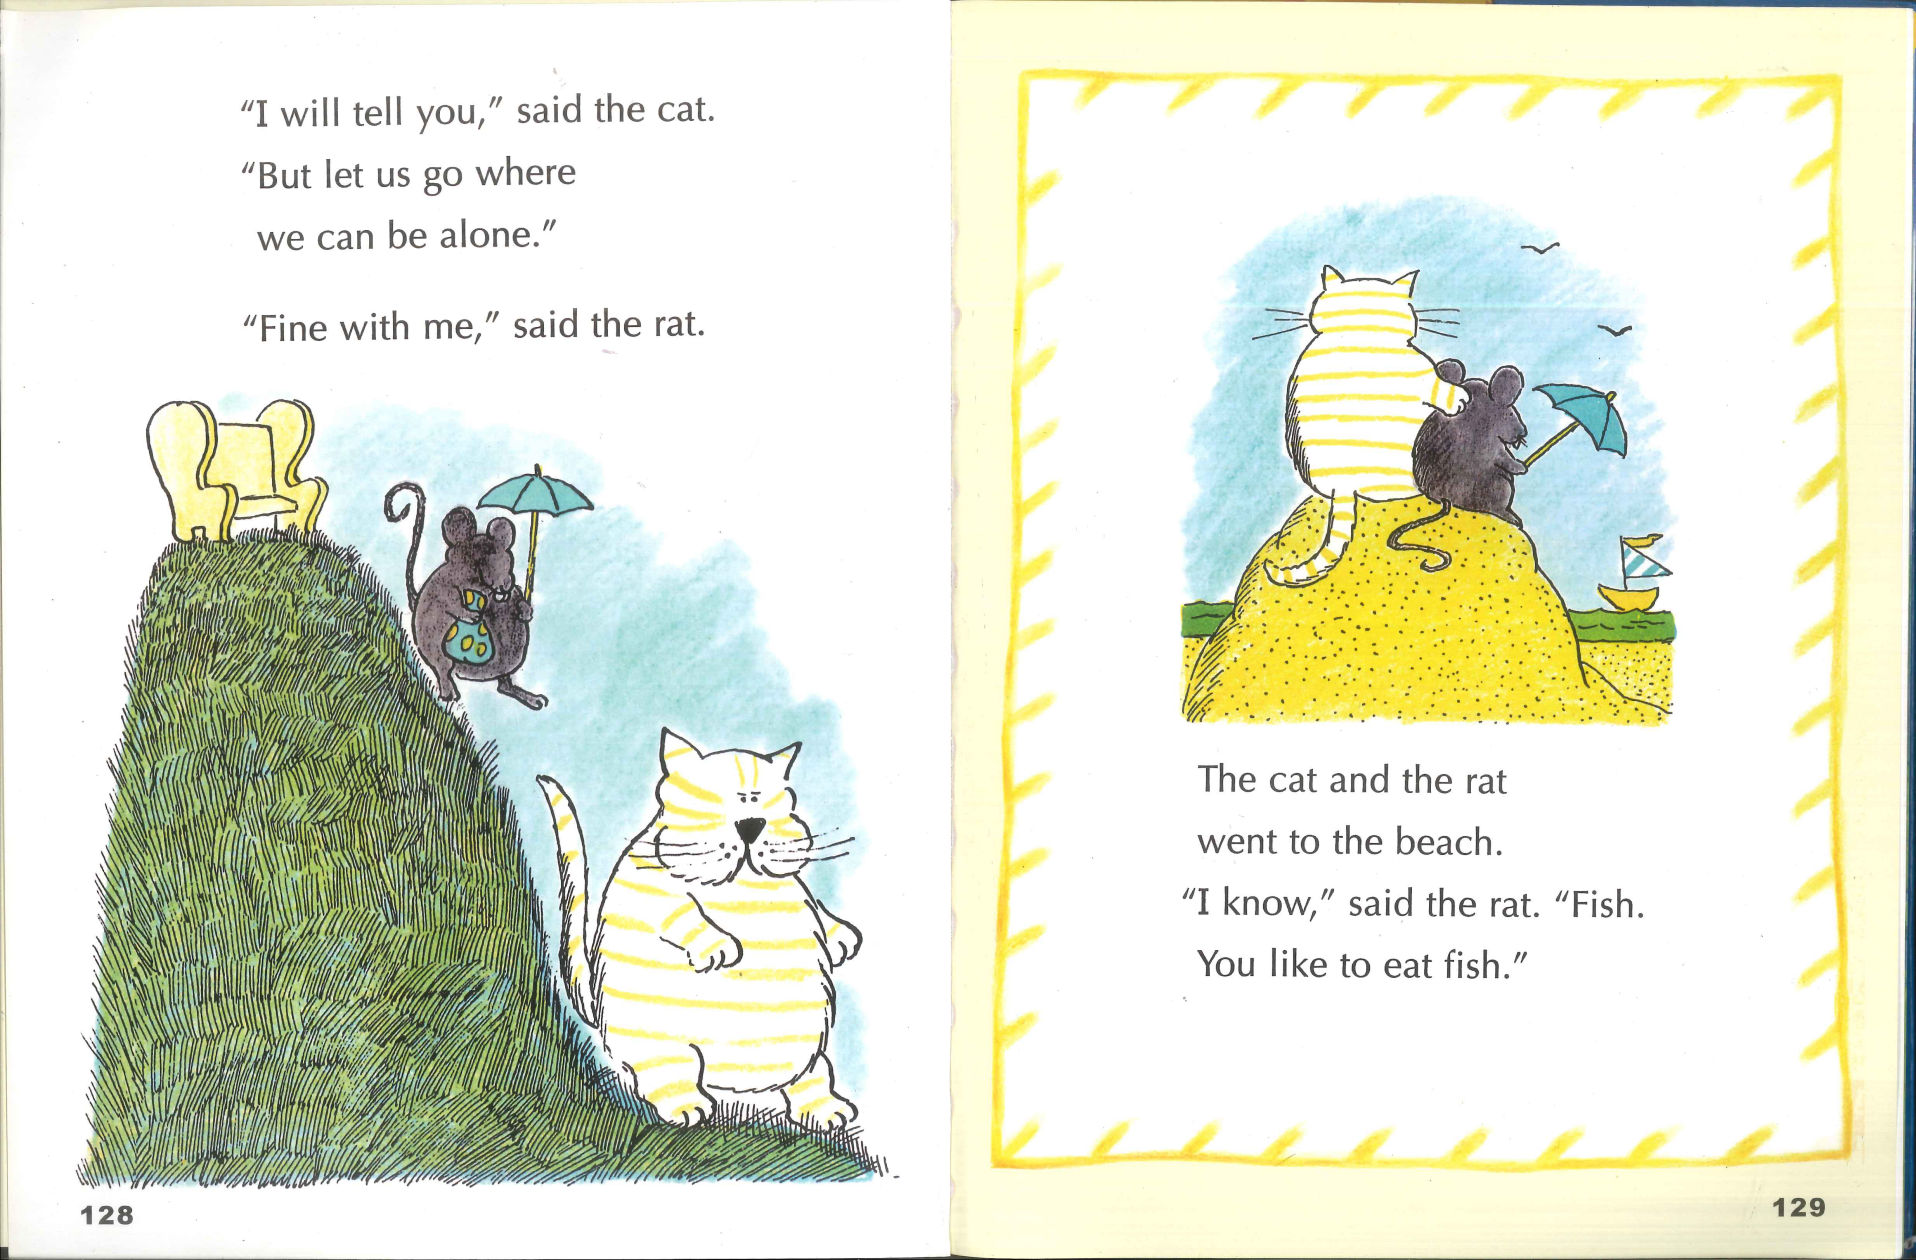 “I will tell you,” said the cat.
“But let us go where
we can be alone.”
“Fine with me,” said the rat.
128
The cat and the rat
went to the beach.
“I know,” said the rat. “Fish.
You like to eat fish.”
129